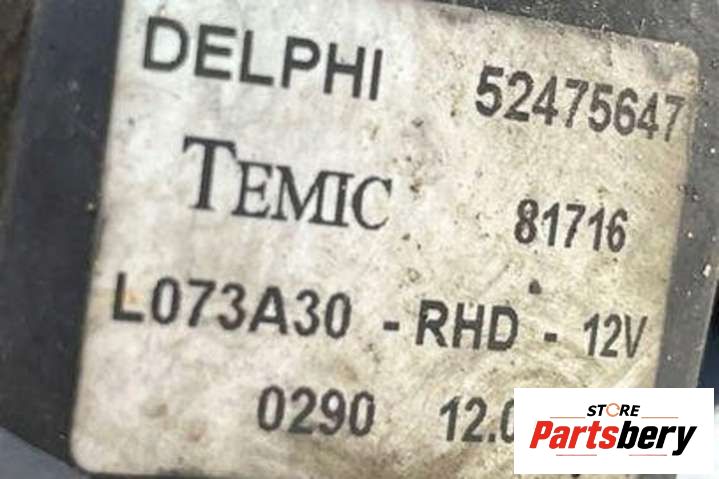 DELPHI 52475647
TEMIC 81716
L073A30 - RHD - 12V
0290
STORE
Partsbery